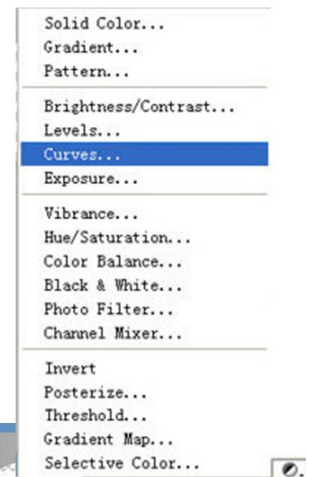 Solid Color...
Gradient...
Pattern...
Brightness/Contrast...
Levels...
Curves...
Exposure...
Vibrance...
Hue/Saturation...
Color Balance...
Black & White...
Photo Filter...
Channel Mixer...
Invert
Posterize...
Threshold...
Gradient Map...
Selective Color...